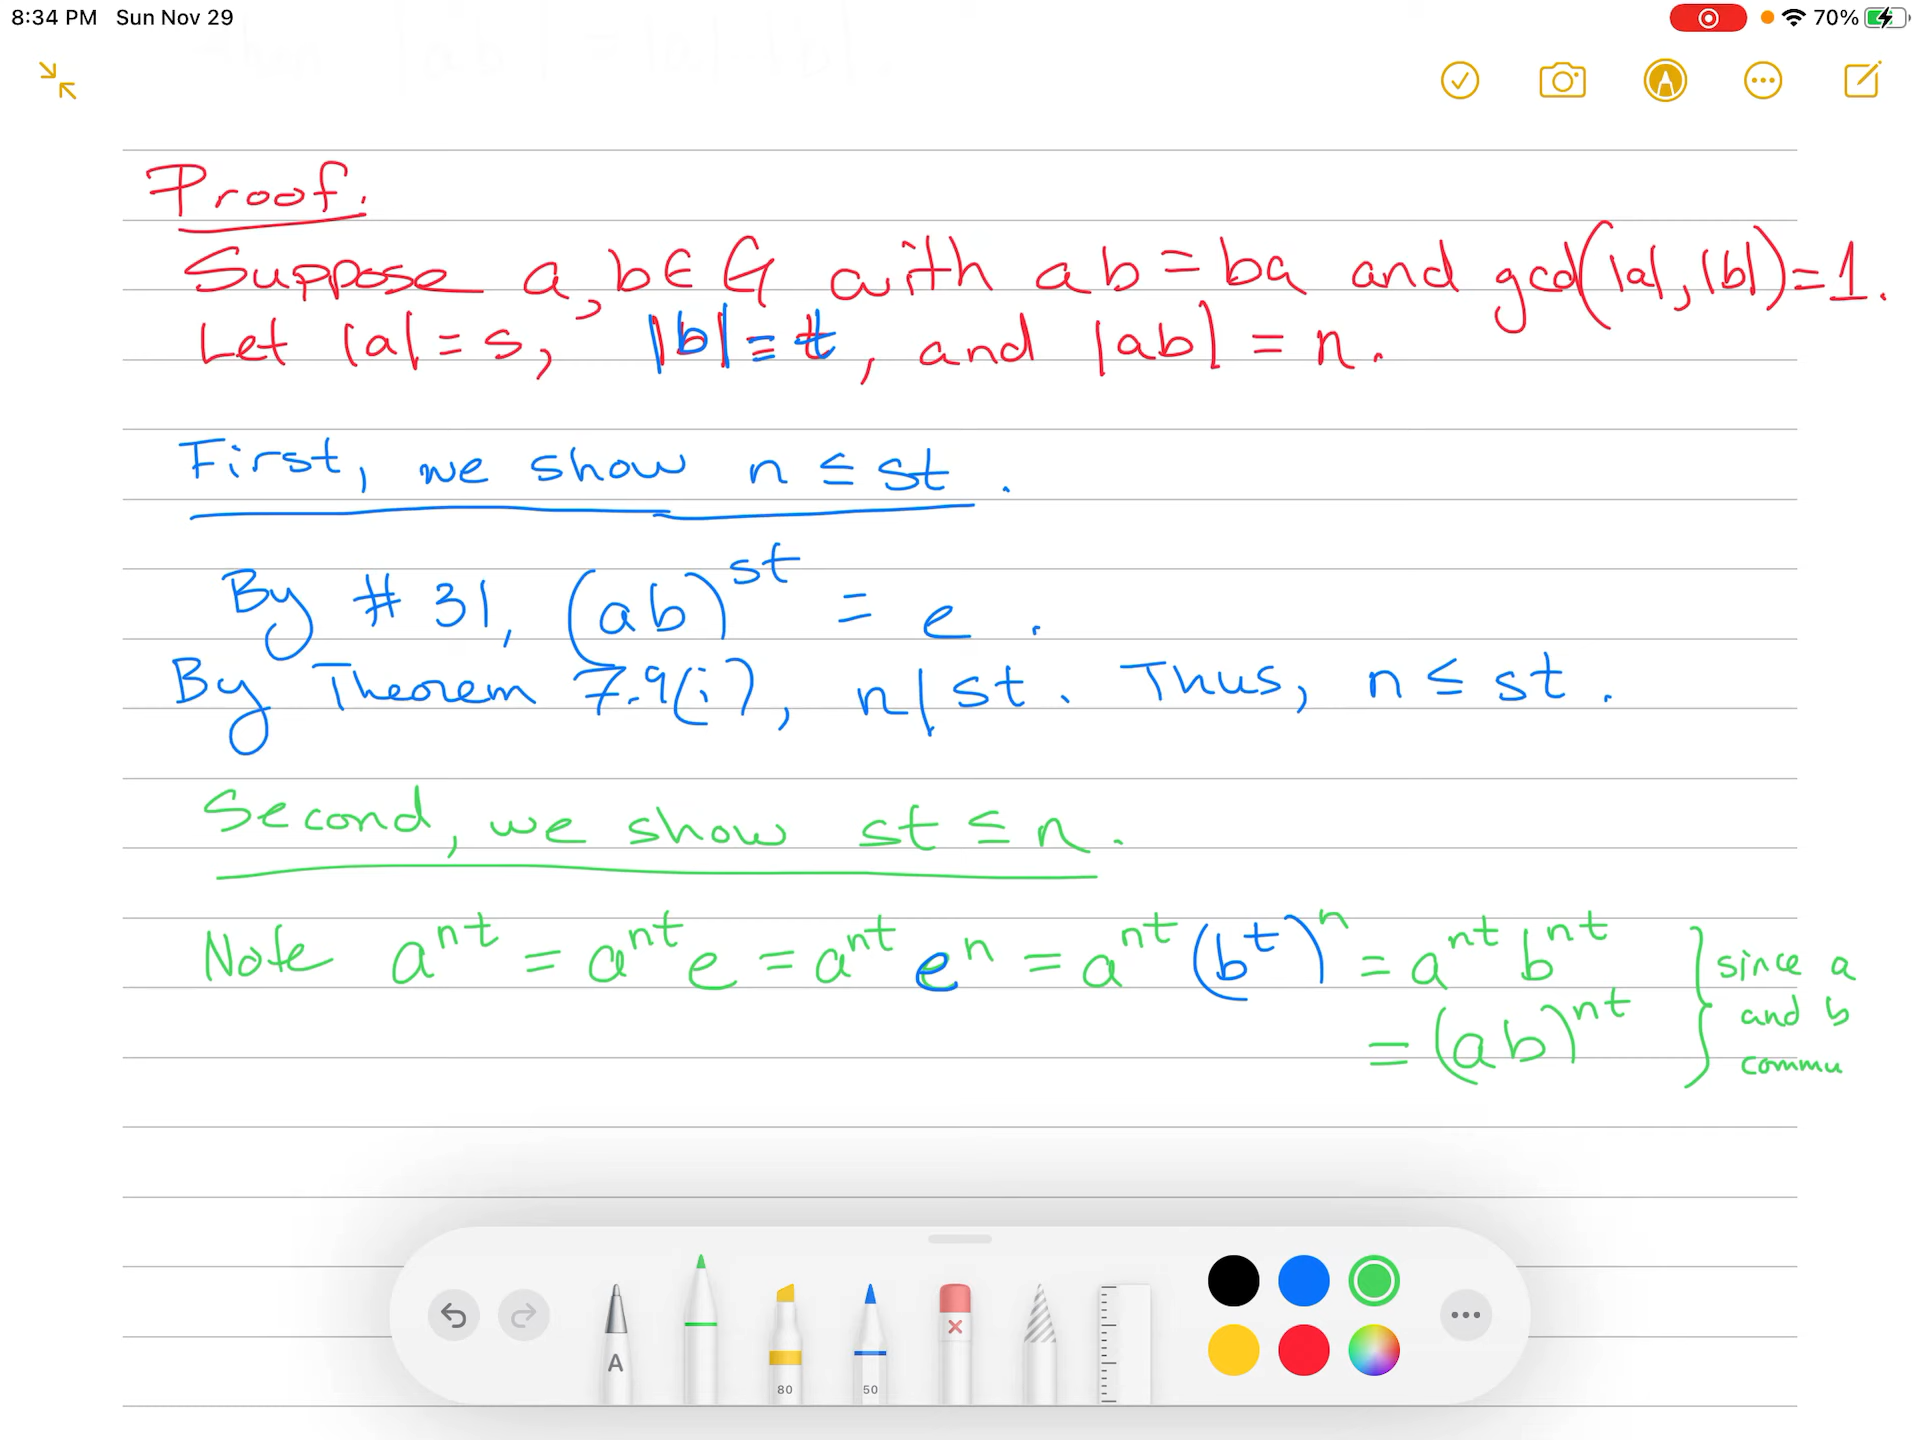 8:34 PM Sun Nov 29
70%
Proof.
Suppose a, b ∈ G with ab = ba and gcd(|a|, |b|) = 1.
Let |a| = s, |b| = t, and |ab| = n.
First, we show n ≤ st.
By # 31, (ab)^st = e.
By Theorem 7.9(i), n|st. Thus, n ≤ st.
Second, we show st ≤ n.
Note a^nt = a^nt e = a^nt e^n = a^nt (b^t)^n = a^nt b^nt
= (ab)^nt
since a
and b
commu
A
80
50